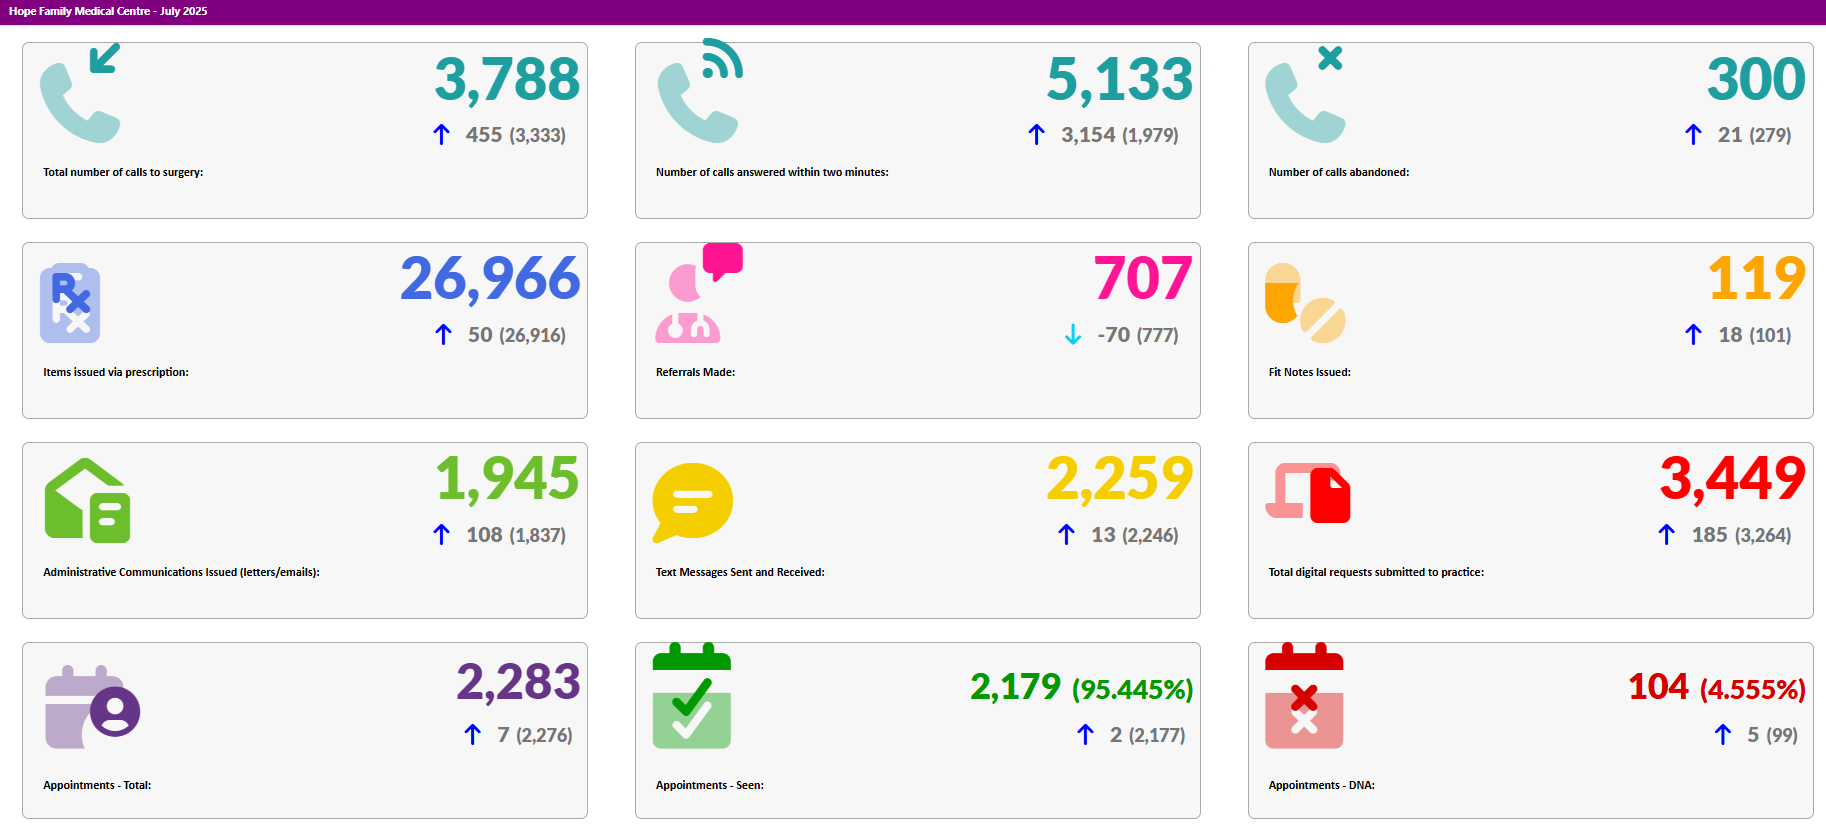 Hope Family Medical Centre - July 2025
3,788
↑ 455 (3,333)
Total number of calls to surgery:
5,133
↑ 3,154 (1,979)
Number of calls answered within two minutes:
300
↑ 21 (279)
Number of calls abandoned:
Rx
Rx
26,966
↑ 50 (26,916)
Items issued via prescription:
707
↓ -70 (777)
Referrals Made:
119
↑ 18 (101)
Fit Notes Issued:
1,945
↑ 108 (1,837)
Administrative Communications Issued (letters/emails):
2,259
↑ 13 (2,246)
Text Messages Sent and Received:
3,449
↑ 185 (3,264)
Total digital requests submitted to practice:
2,283
↑ 7 (2,276)
Appointments - Total:
2,179 (95.445%)
↑ 2 (2,177)
Appointments - Seen:
104 (4.555%)
↑ 5 (99)
Appointments - DNA: